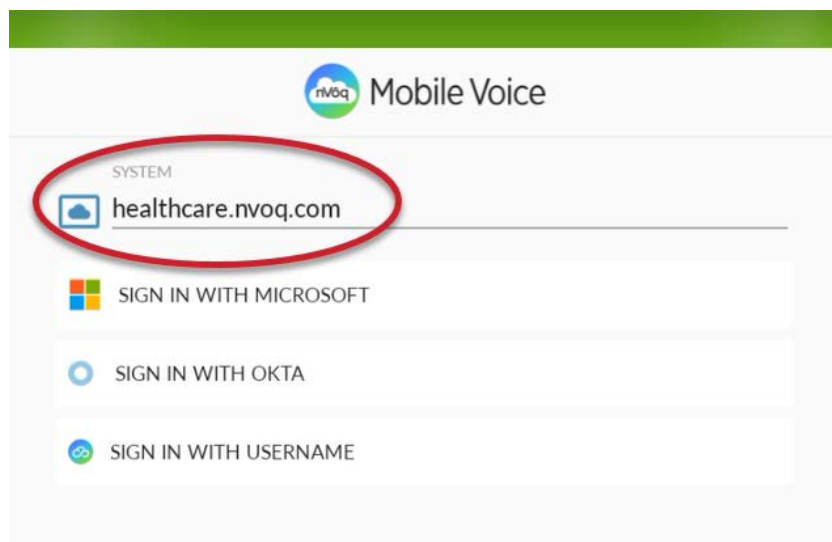 nVoq Mobile Voice
SYSTEM
healthcare.nvoq.com
SIGN IN WITH MICROSOFT
SIGN IN WITH OKTA
SIGN IN WITH USERNAME